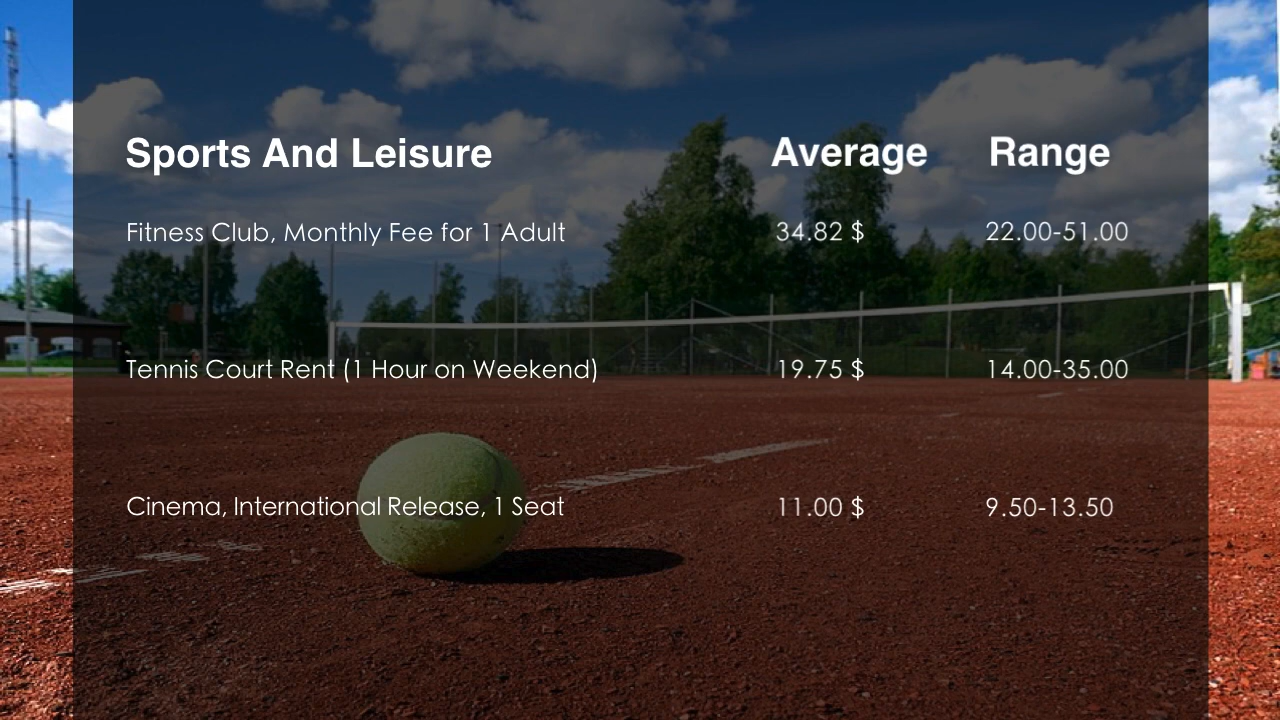 Sports And Leisure Average Range
Fitness Club, Monthly Fee for 1 Adult 34.82 $ 22.00-51.00
Tennis Court Rent (1 Hour on Weekend) 19.75 $ 14.00-35.00
Cinema, International Release, 1 Seat 11.00 $ 9.50-13.50